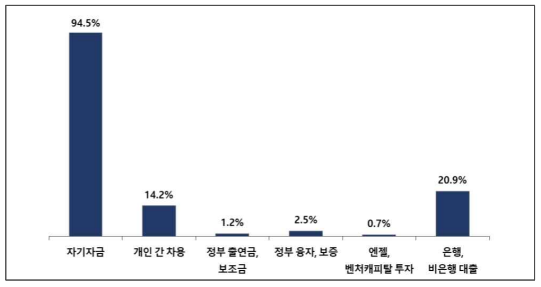 94.5%
14.2%
1.2%
2.5%
0.7%
20.9%
자기자금
개인 간 차용
정부 출연금,
보조금
정부 융자, 보증
엔젤,
벤처캐피탈 투자
은행,
비은행 대출